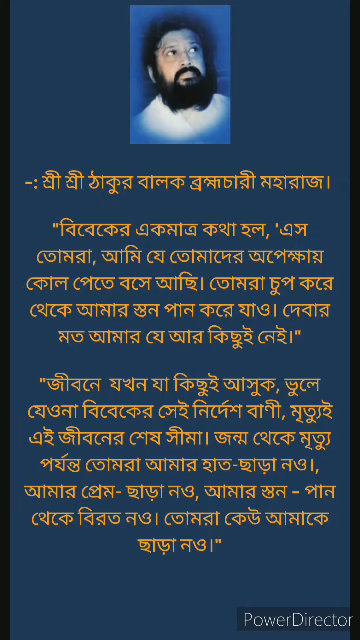 -: শ্রী শ্রী ঠাকুর বালক ব্রহ্মচারী মহারাজ।
"বিবেকের একমাত্র কথা হল, 'এস
তোমরা, আমি যে তোমাদের অপেক্ষায়
কোল পেতে বসে আছি। তোমরা চুপ করে
থেকে আমার স্তন পান করে যাও। দেবার
মত আমার যে আর কিছুই নেই।"
"জীবনে যখন যা কিছুই আসুক, ভুলে
যেওনা বিবেকের সেই নির্দেশ বাণী, মৃত্যুই
এই জীবনের শেষ সীমা। জন্ম থেকে মৃত্যু
পর্যন্ত তোমরা আমার হাত-ছাড়া নও।,
আমার প্রেম- ছাড়া নও, আমার স্তন – পান
থেকে বিরত নও। তোমরা কেউ আমাকে
ছাড়া নও।"
PowerDirector